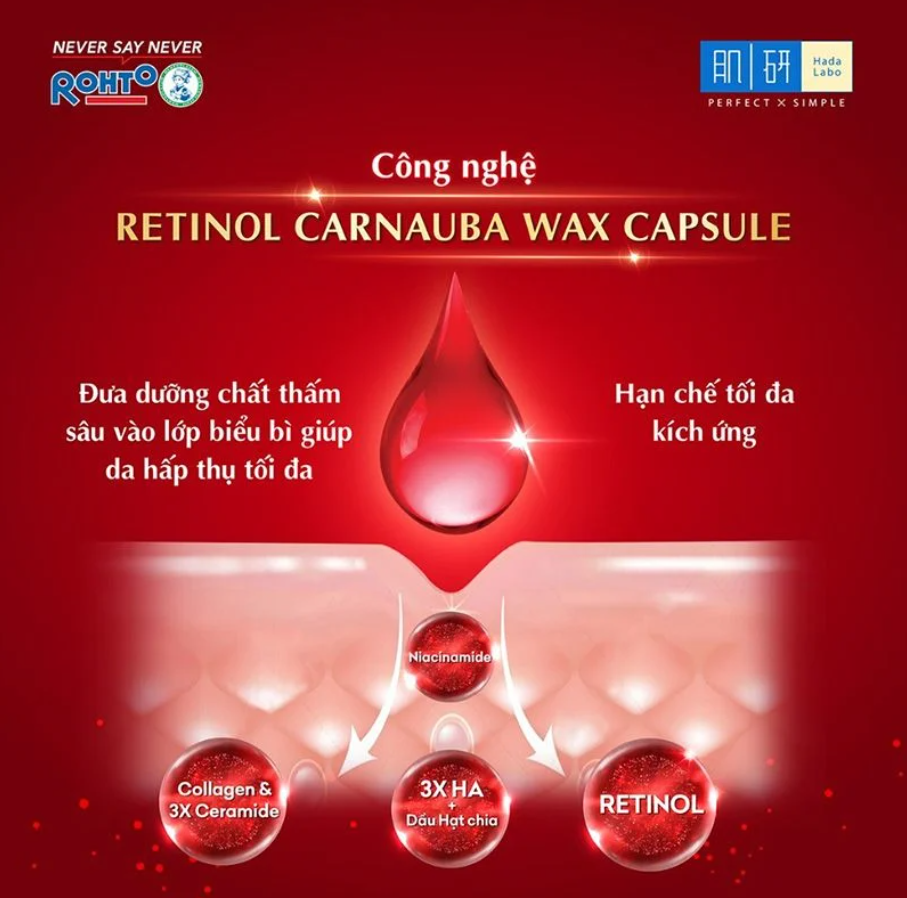 NEVER SAY NEVER
ROHTO
肌研
Hada
Labo
PERFECT × SIMPLE
Công nghệ
RETINOL CARNAUBA WAX CAPSULE
Đưa dưỡng chất thấm
sâu vào lớp biểu bì giúp
da hấp thụ tối đa
Hạn chế tối đa
kích ứng
Niacinamide
Collagen &
3X Ceramide
3X HA
+
Dầu Hạt chia
RETINOL